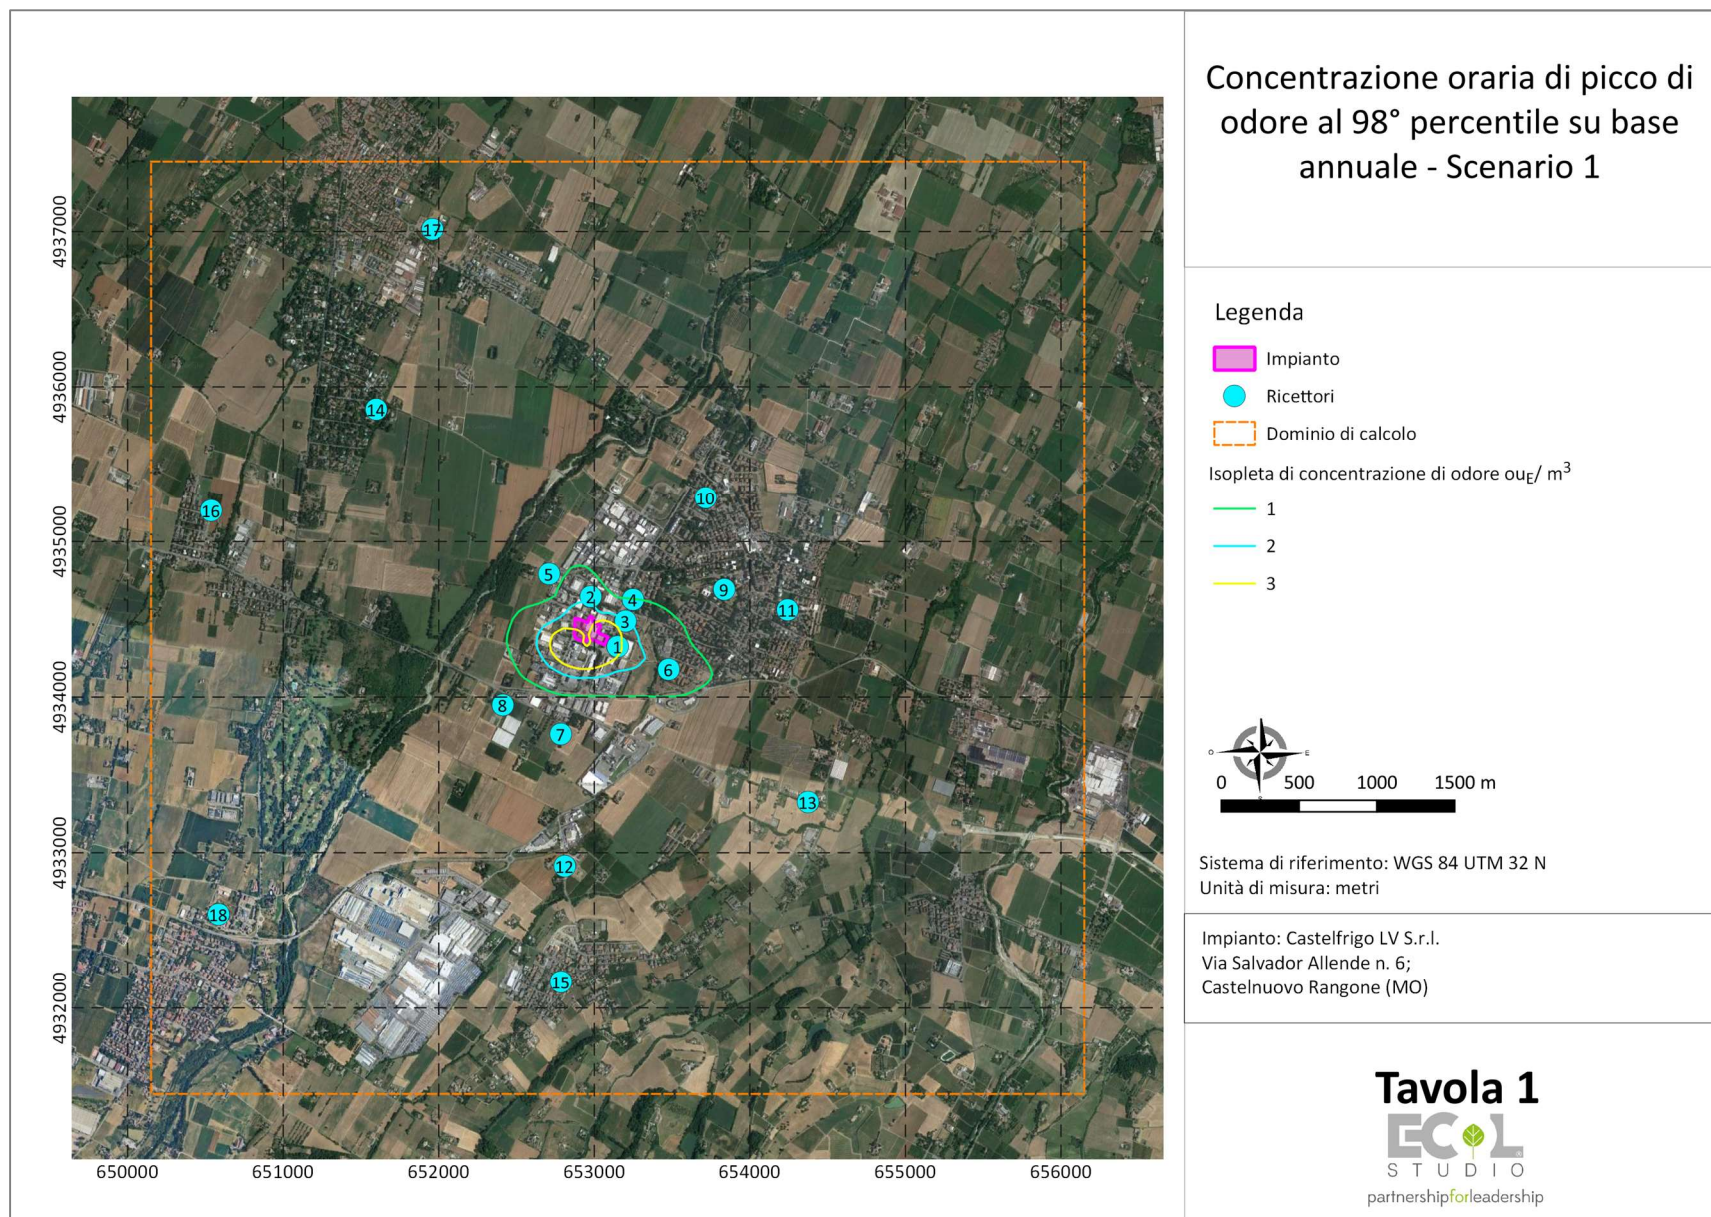 Concentrazione oraria di picco di
odore al 98° percentile su base
annuale - Scenario 1
Legenda
Impianto
Ricettori
Dominio di calcolo
Isopleta di concentrazione di odore ouE/ m³
1
2
3
4937000
4936000
4935000
4934000
4933000
4932000
17
14
16
10
5
2
4
9
11
3
1
6
8
7
13
12
18
15
650000 651000 652000 653000 654000 655000 656000
O E
0 500 1000 1500 m
Sistema di riferimento: WGS 84 UTM 32 N
Unità di misura: metri
Impianto: Castelfrigo LV S.r.l.
Via Salvador Allende n. 6;
Castelnuovo Rangone (MO)
Tavola 1
ECOL
STUDIO
partnershipforleadership